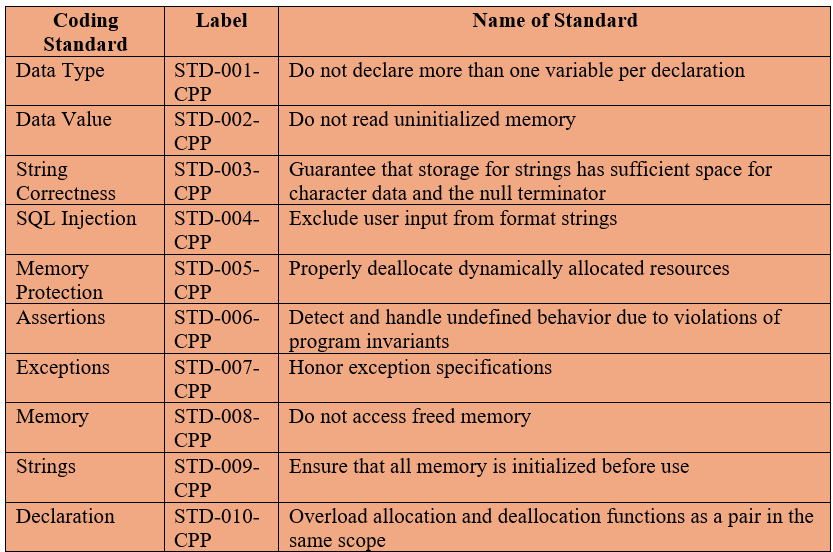 Coding Standard Label Name of Standard
Data Type STD-001-CPP Do not declare more than one variable per declaration
Data Value STD-002-CPP Do not read uninitialized memory
String Correctness STD-003-CPP Guarantee that storage for strings has sufficient space for character data and the null terminator
SQL Injection STD-004-CPP Exclude user input from format strings
Memory Protection STD-005-CPP Properly deallocate dynamically allocated resources
Assertions STD-006-CPP Detect and handle undefined behavior due to violations of program invariants
Exceptions STD-007-CPP Honor exception specifications
Memory STD-008-CPP Do not access freed memory
Strings STD-009-CPP Ensure that all memory is initialized before use
Declaration STD-010-CPP Overload allocation and deallocation functions as a pair in the same scope